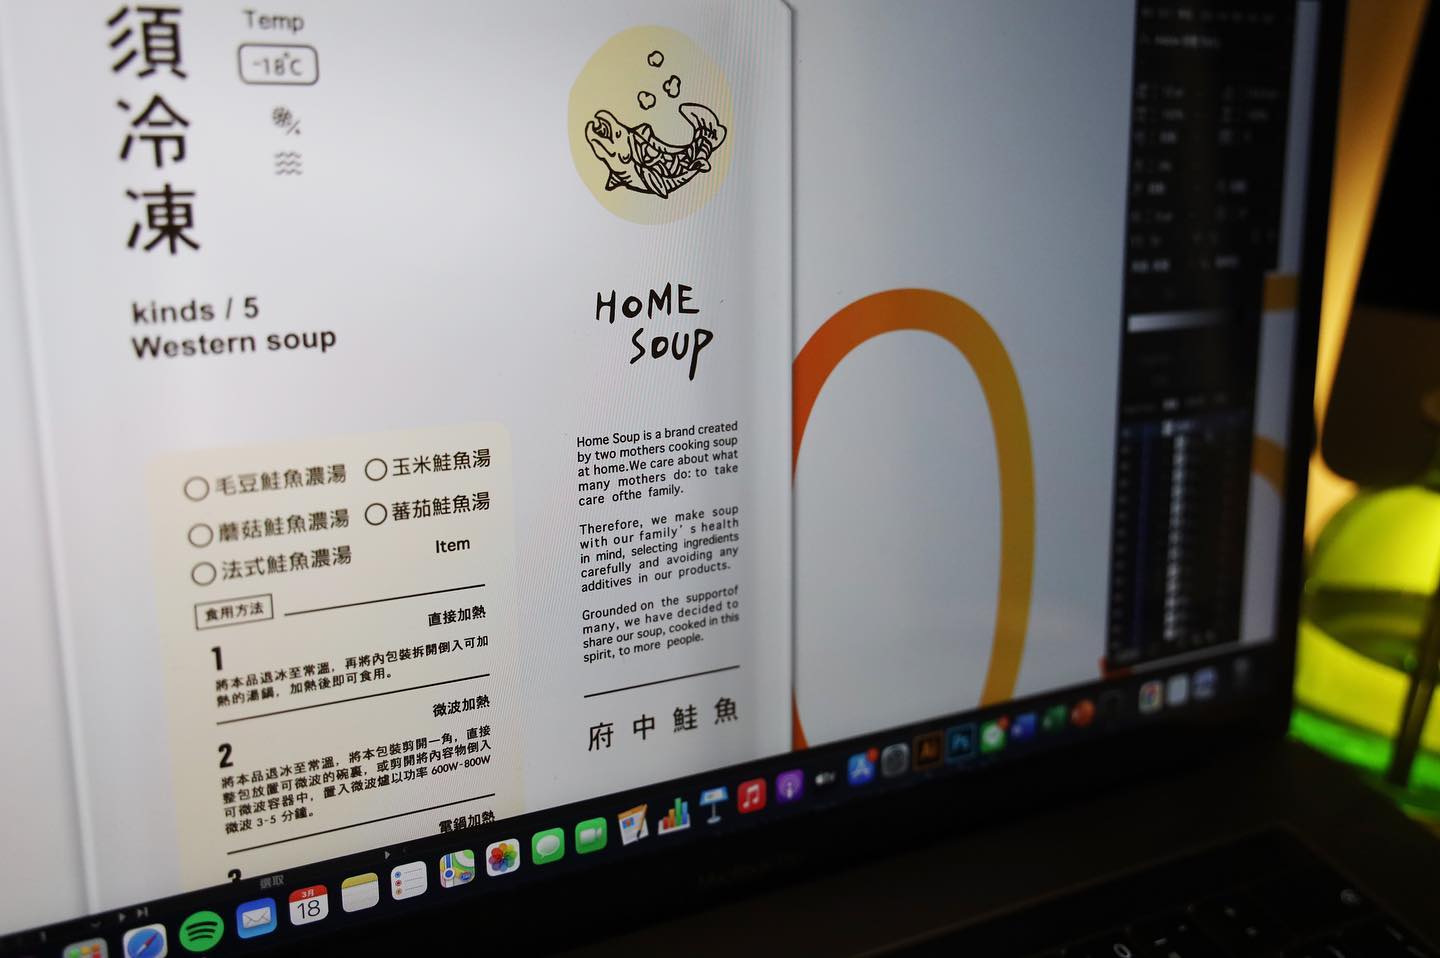 須冷凍
Temp
-18°C
kinds / 5
Western soup
毛豆鮭魚濃湯
玉米鮭魚湯
蘑菇鮭魚濃湯
蕃茄鮭魚湯
法式鮭魚濃湯
Item
食用方法
直接加熱
1
將本品退冰至常溫，再將內包裝拆開倒入可加
熱的湯鍋，加熱後即可食用。
微波加熱
2
將本品退冰至常溫，將本包裝剪開一角，直接
整包放置可微波的碗裏，或剪開將內容物倒入
可微波容器中，置入微波爐以功率 600W-800W
微波 3-5 分鐘。
電鍋加熱
3
HOME
SOUP
Home Soup is a brand created
by two mothers cooking soup
at home.We care about what
many mothers do: to take
care ofthe family.
Therefore, we make soup
with our family’s health
in mind, selecting ingredients
carefully and avoiding any
additives in our products.
Grounded on the supportof
many, we have decided to
share our soup, cooked in this
spirit, to more people.
府中鮭魚
選取
3月
18
Ai
Ps